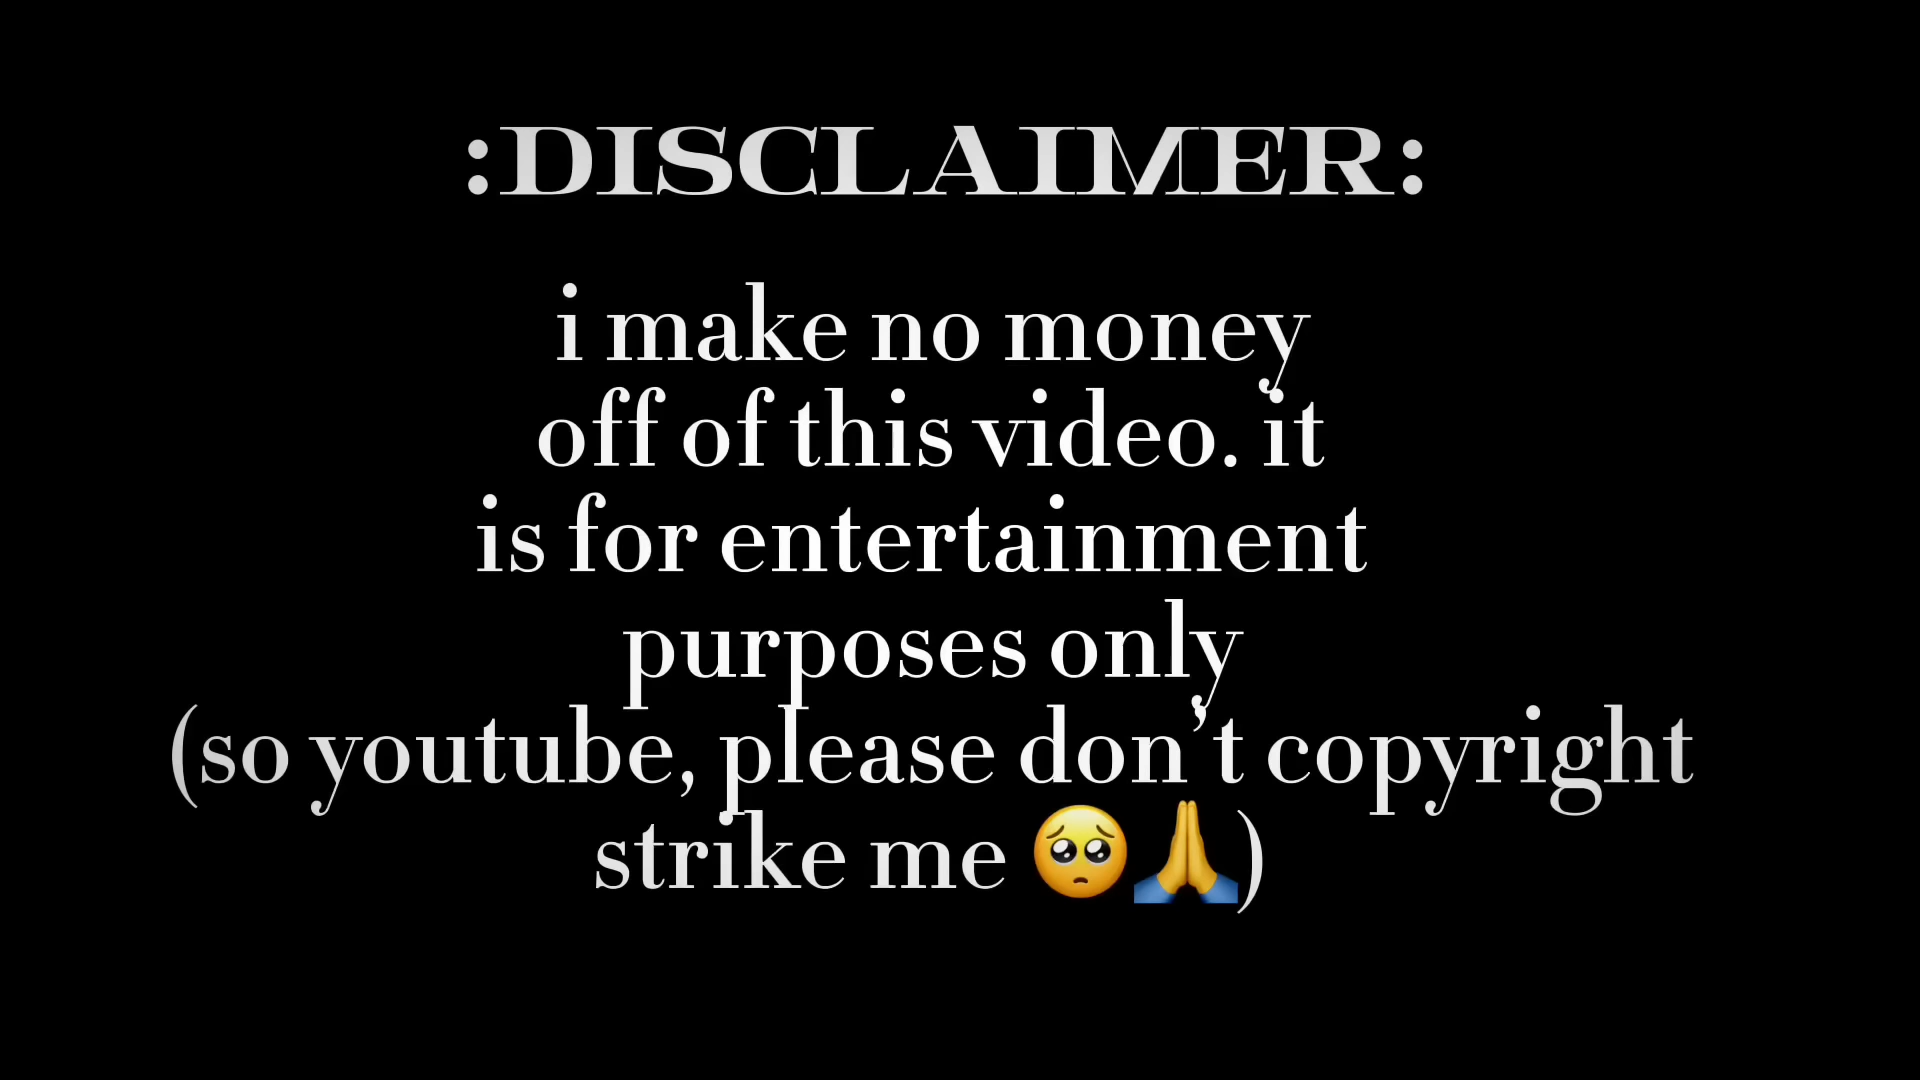 :DISCLAIMER:
i make no money
off of this video. it
is for entertainment
purposes only
(so youtube, please don't copyright
strike me 🥺🙏)